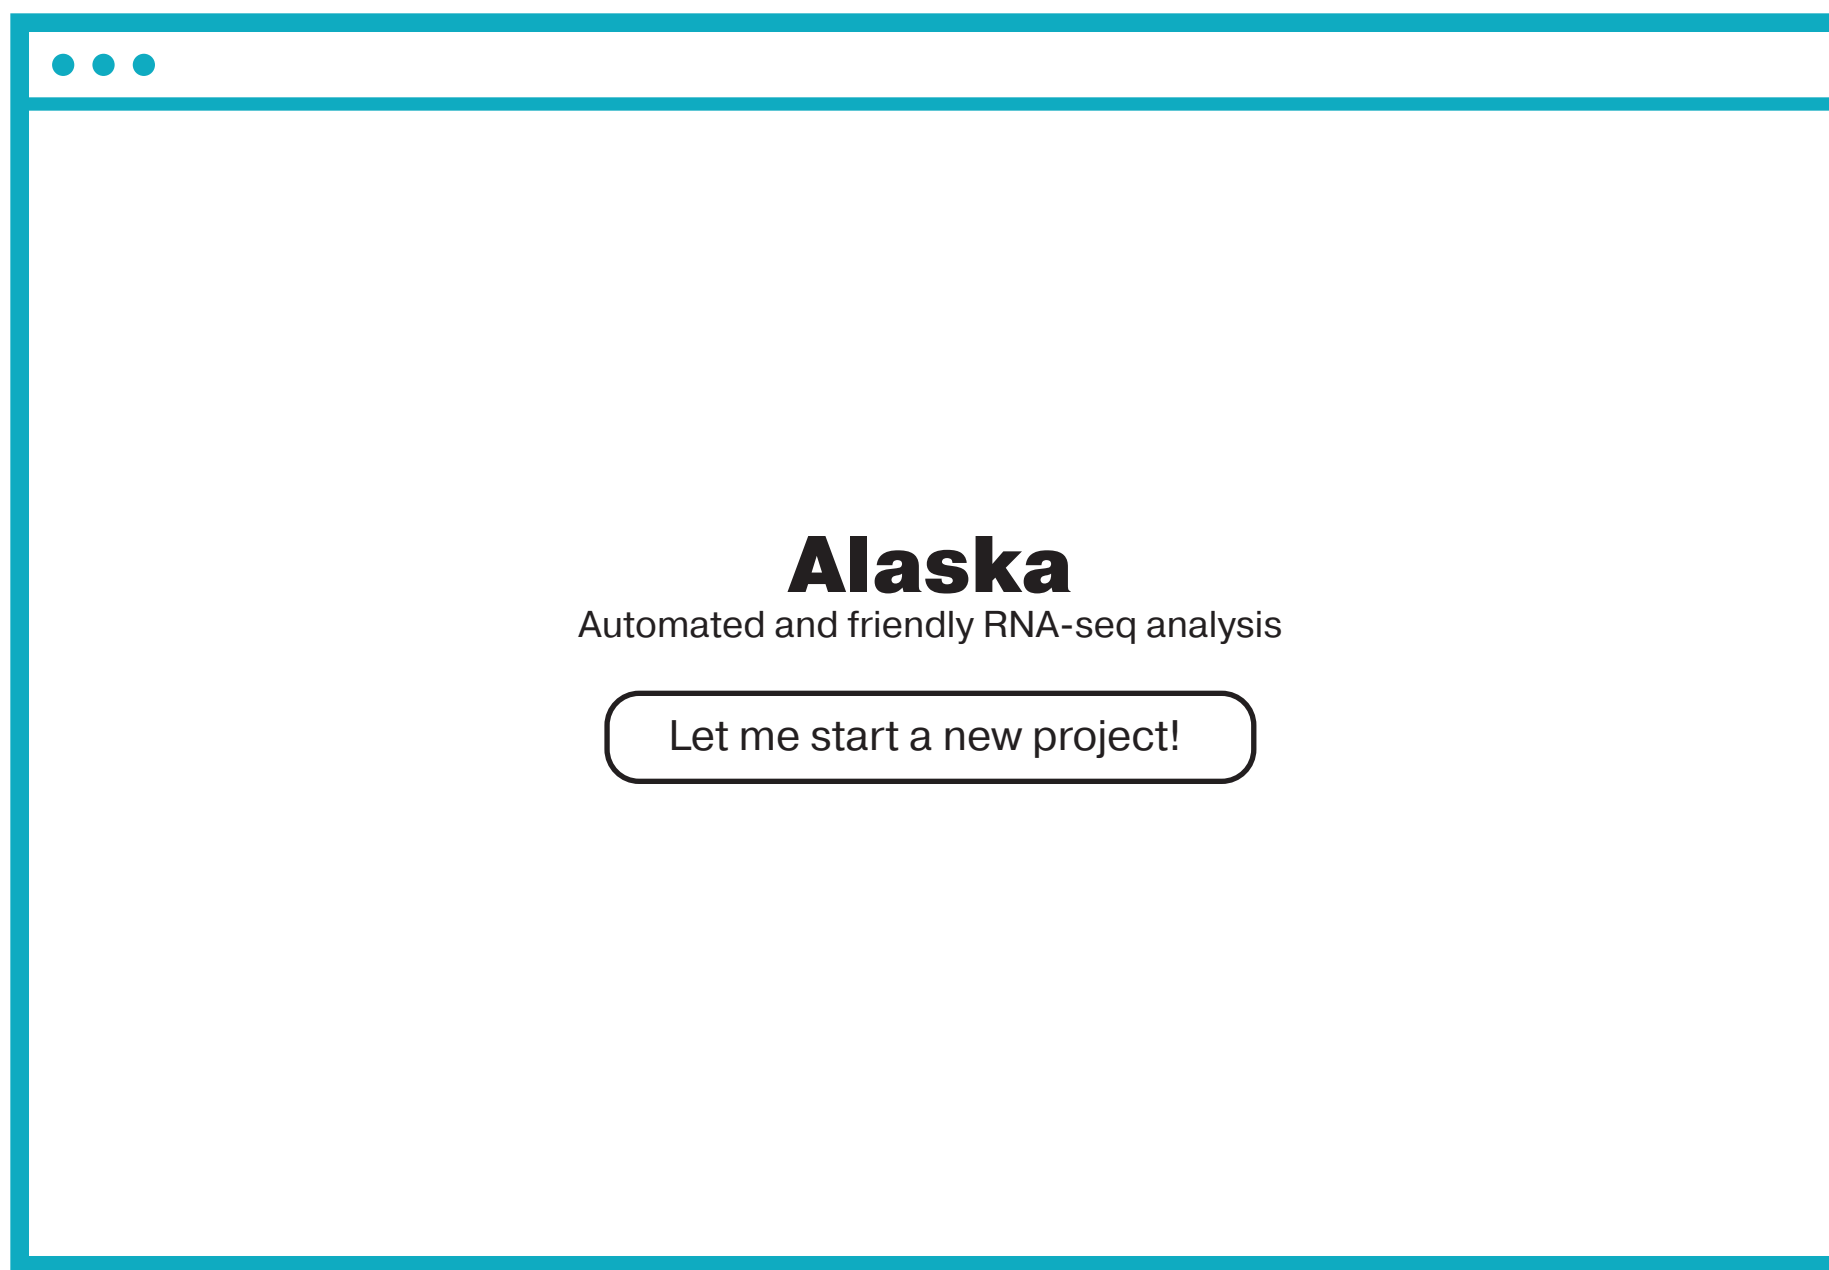 Alaska
Automated and friendly RNA-seq analysis
Let me start a new project!